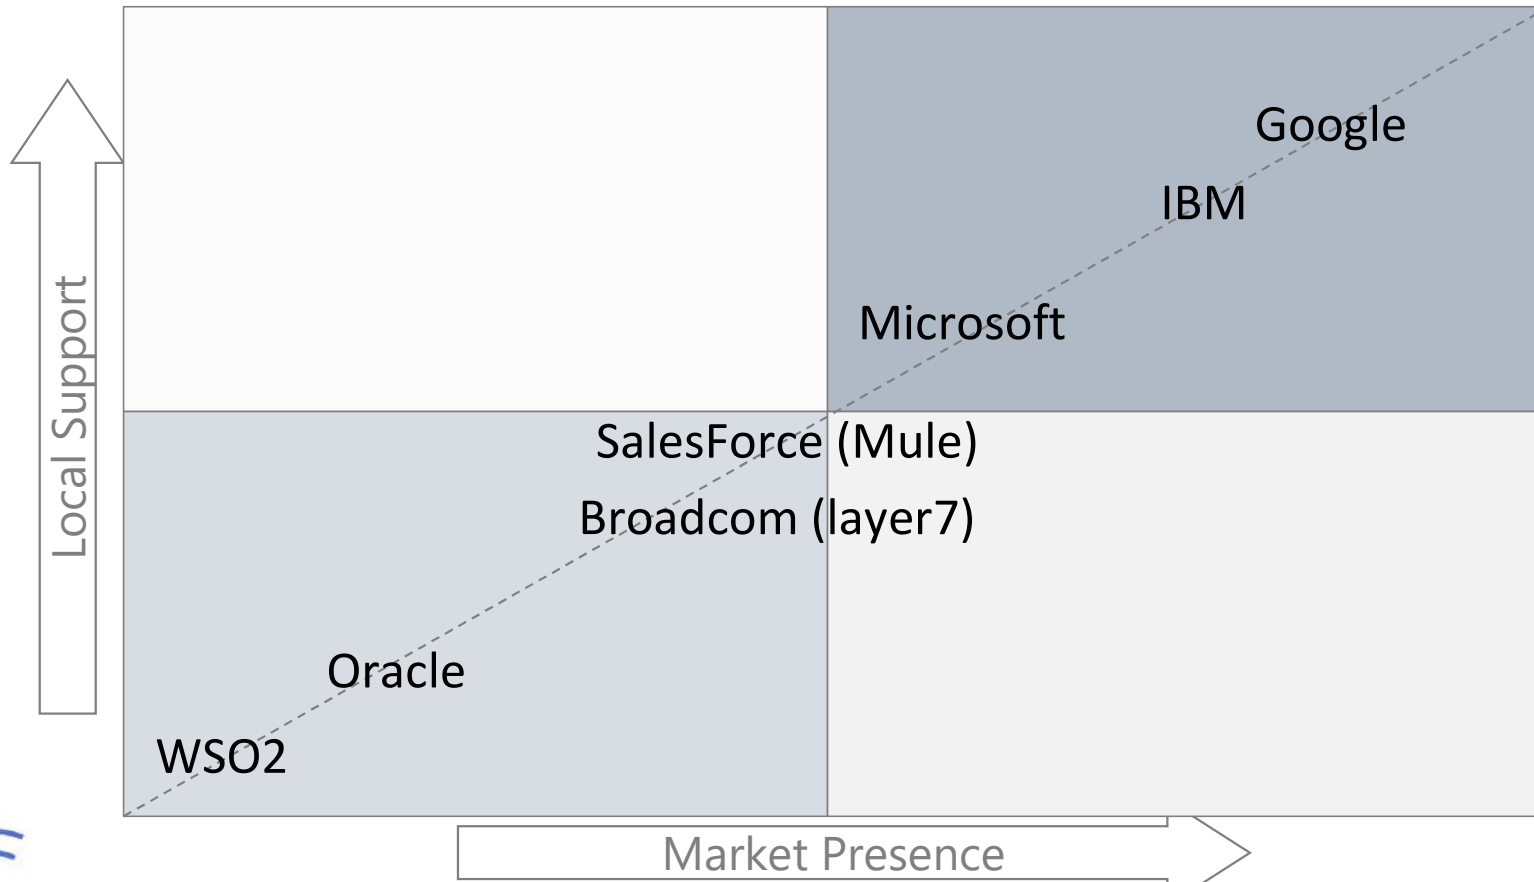 Google
IBM
Microsoft
SalesForce (Mule)
Broadcom (layer7)
Oracle
WSO2
Local Support
Market Presence